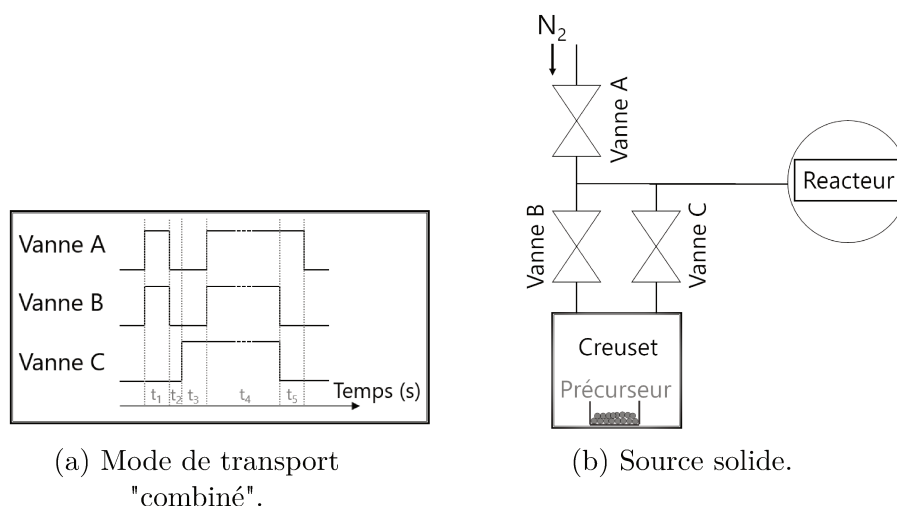 Vanne A
Vanne B
Vanne C
t₁ t₂ t₃ t₄ t₅
Temps (s)
(a) Mode de transport
"combiné".
N₂
Vanne A
Vanne B
Vanne C
Reacteur
Creuset
Précurseur
(b) Source solide.